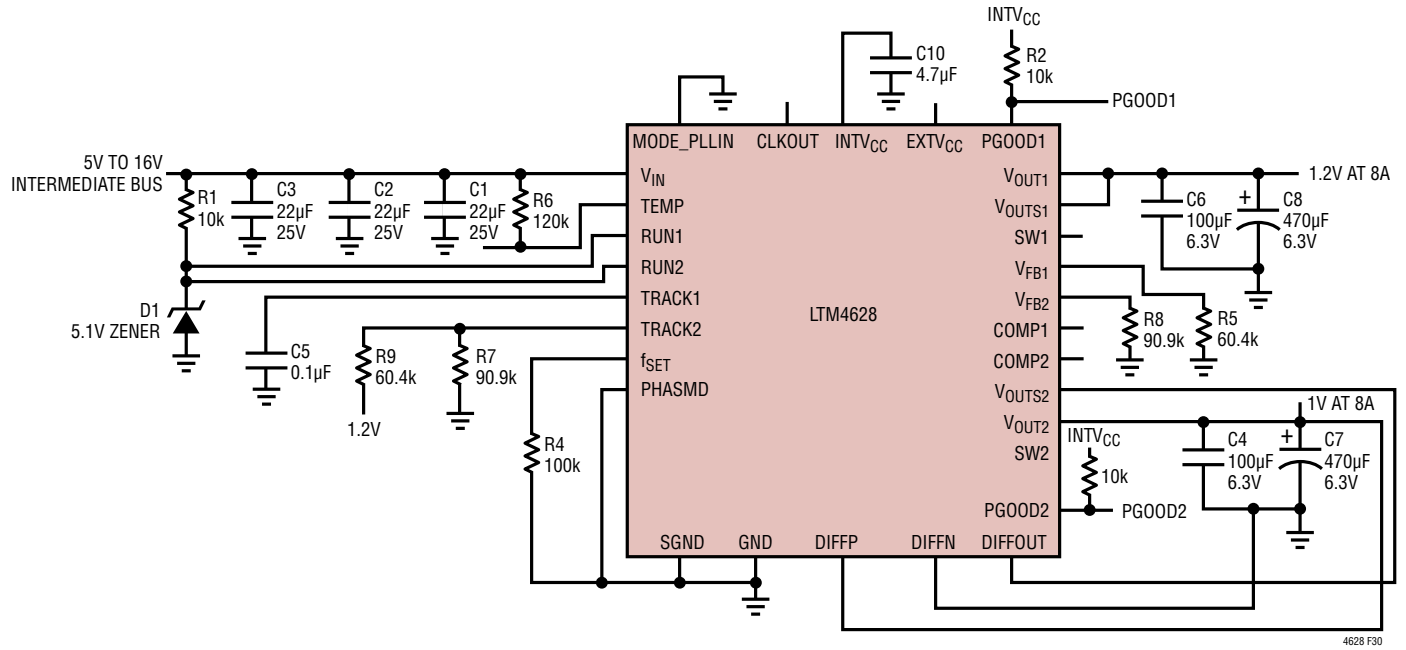 INTVCC
R2
10k
PGOOD1
C10
4.7µF
MODE_PLLIN
CLKOUT
INTVCC
EXTVCC
PGOOD1
5V TO 16V
INTERMEDIATE BUS
R1
10k
C3
22µF
25V
C2
22µF
25V
C1
22µF
25V
R6
120k
VIN
TEMP
RUN1
RUN2
TRACK1
TRACK2
fSET
PHASMD
D1
5.1V ZENER
C5
0.1µF
R9
60.4k
1.2V
R7
90.9k
R4
100k
LTM4628
VOUT1
VOUTS1
SW1
VFB1
VFB2
COMP1
COMP2
VOUTS2
VOUT2
SW2
PGOOD2
1.2V AT 8A
C6
100µF
6.3V
+
C8
470µF
6.3V
R8
90.9k
R5
60.4k
1V AT 8A
INTVCC
10k
PGOOD2
C4
100µF
6.3V
+
C7
470µF
6.3V
SGND
GND
DIFFP
DIFFN
DIFFOUT
4628 F30